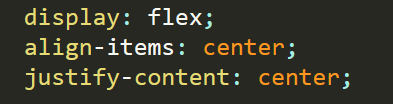 display: flex;
align-items: center;
justify-content: center;